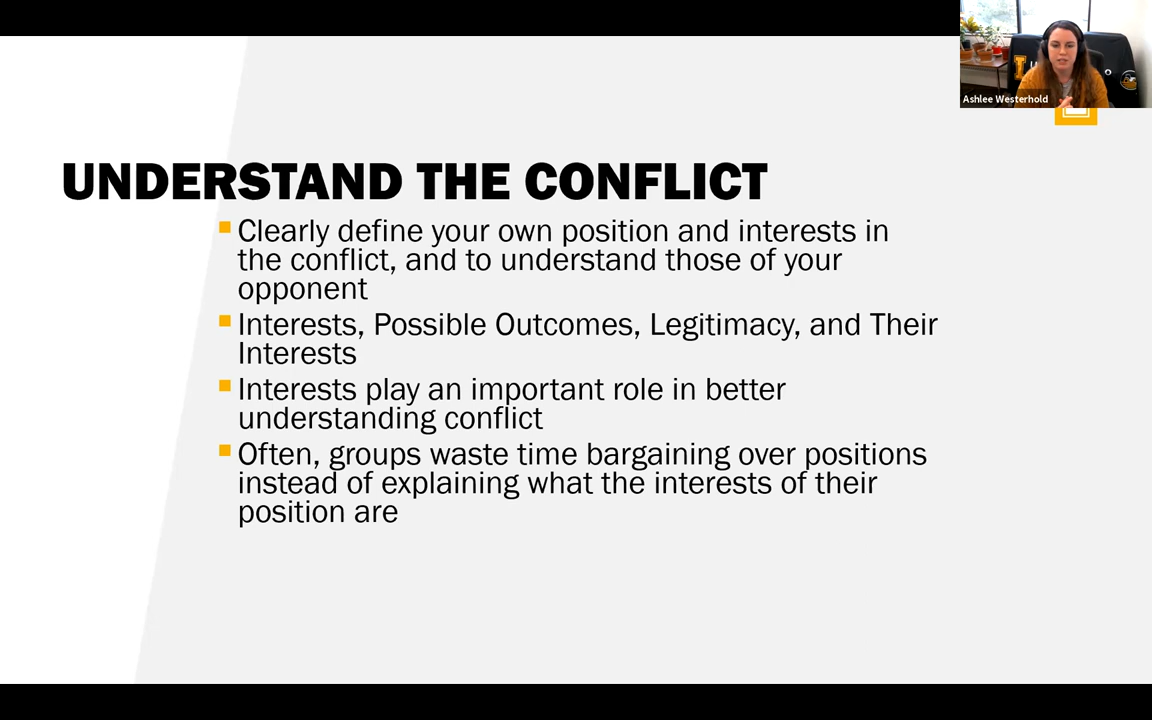 Ashlee Westerhold
UNDERSTAND THE CONFLICT
Clearly define your own position and interests in
the conflict, and to understand those of your
opponent
Interests, Possible Outcomes, Legitimacy, and Their
Interests
Interests play an important role in better
understanding conflict
Often, groups waste time bargaining over positions
instead of explaining what the interests of their
position are